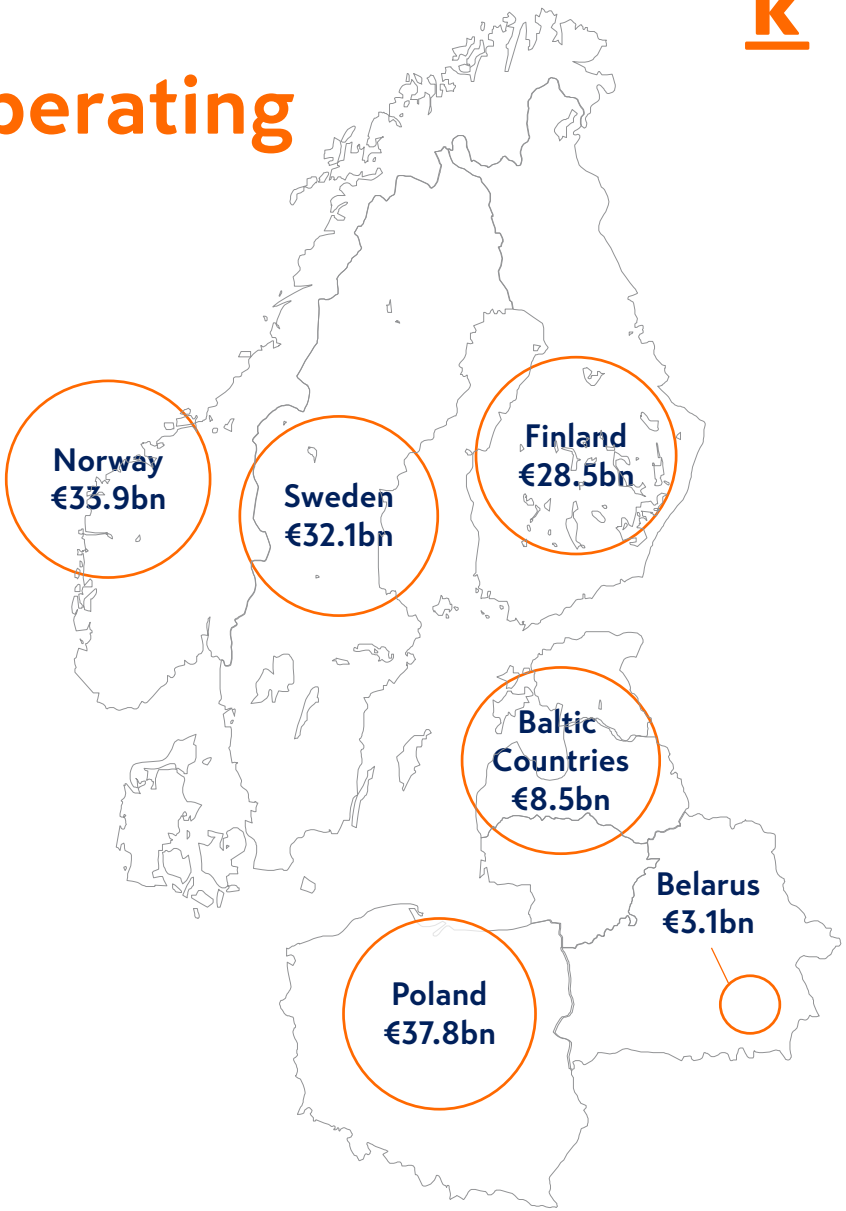 K
perating
Norway
€33.9bn
Sweden
€32.1bn
Finland
€28.5bn
Baltic
Countries
€8.5bn
Belarus
€3.1bn
Poland
€37.8bn